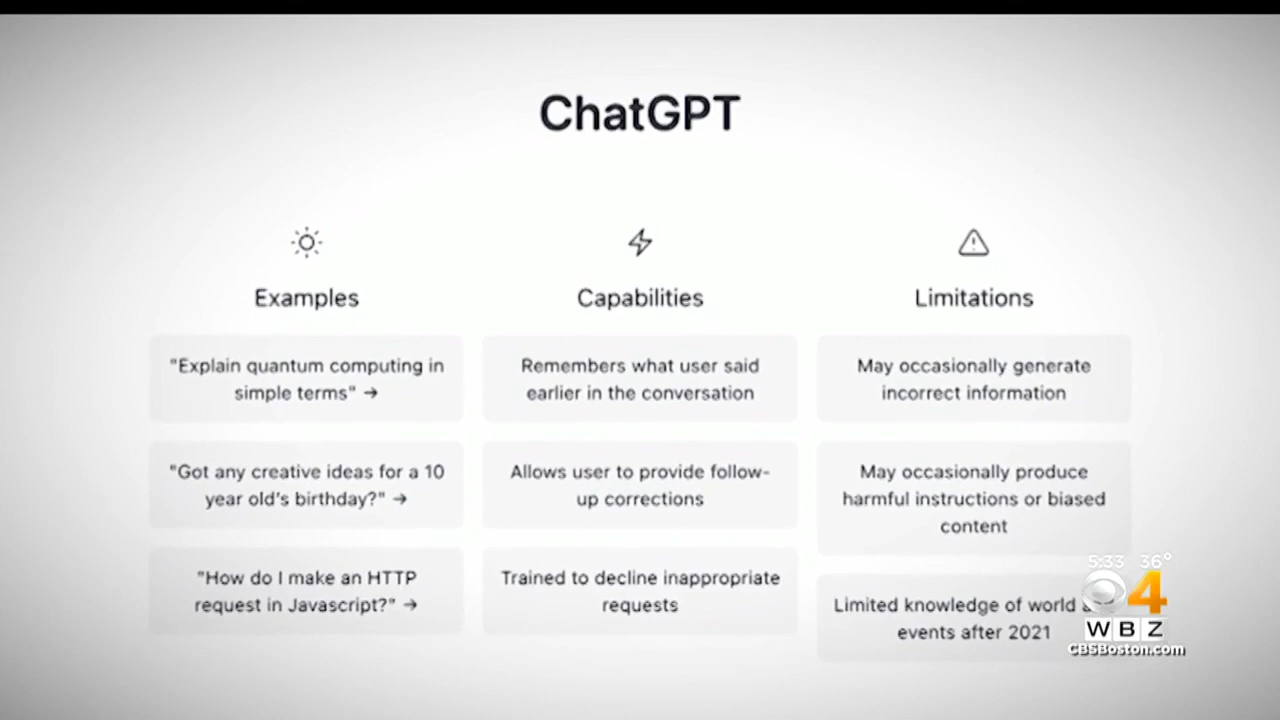 ChatGPT
Examples
"Explain quantum computing in
simple terms" →
"Got any creative ideas for a 10
year old's birthday?" →
"How do I make an HTTP
request in Javascript?" →
Capabilities
Remembers what user said
earlier in the conversation
Allows user to provide follow-
up corrections
Trained to decline inappropriate
requests
Limitations
May occasionally generate
incorrect information
May occasionally produce
harmful instructions or biased
content
Limited knowledge of world
events after 2021
5:33 36°
4
WBZ
CBSBoston.com